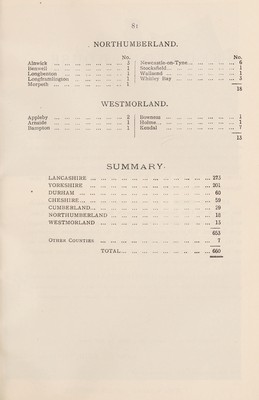 81
NORTHUMBERLAND.
No. No.
Alnwick ... 3 Newcastle-on-Tyne ... 6
Benwell ... 1 Stocksfield ... 1
Longbenton ... 1 Wallsend ... 1
Longhoughton ... 1 Whitley Bay ... 3
Morpeth ... 1
18
WESTMORLAND.
Appleby ... 2 Bowness ... 1
Arnside ... 1 Holme ... 1
Bampton ... 1 Kendal ... 7
13
SUMMARY.
LANCASHIRE ... 273
YORKSHIRE ... 201
DURHAM ... 60
CHESHIRE ... 59
CUMBERLAND ... 29
NORTHUMBERLAND ... 18
WESTMORLAND ... 13
653
OTHER COUNTIES ... 7
TOTAL ... 660